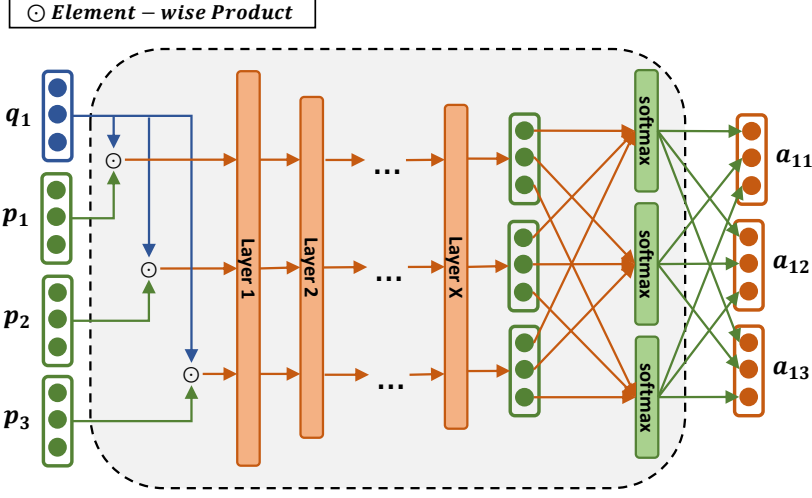 ⊙ Element − wise Product
q₁
p₁
p₂
p₃
Layer 1
Layer 2
...
...
...
Layer X
softmax
softmax
softmax
a₁₁
a₁₂
a₁₃